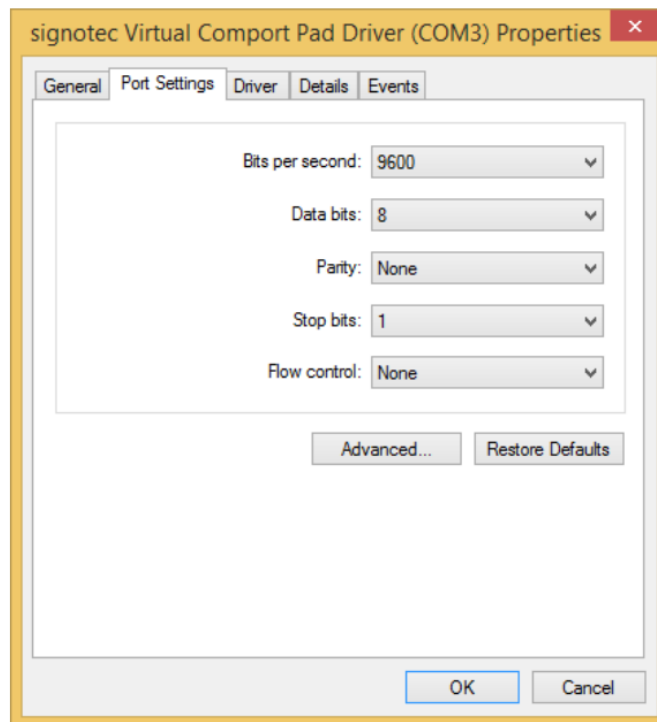 signotec Virtual Comport Pad Driver (COM3) Properties
General Port Settings Driver Details Events
Bits per second: 9600
Data bits: 8
Parity: None
Stop bits: 1
Flow control: None
Advanced... Restore Defaults
OK Cancel